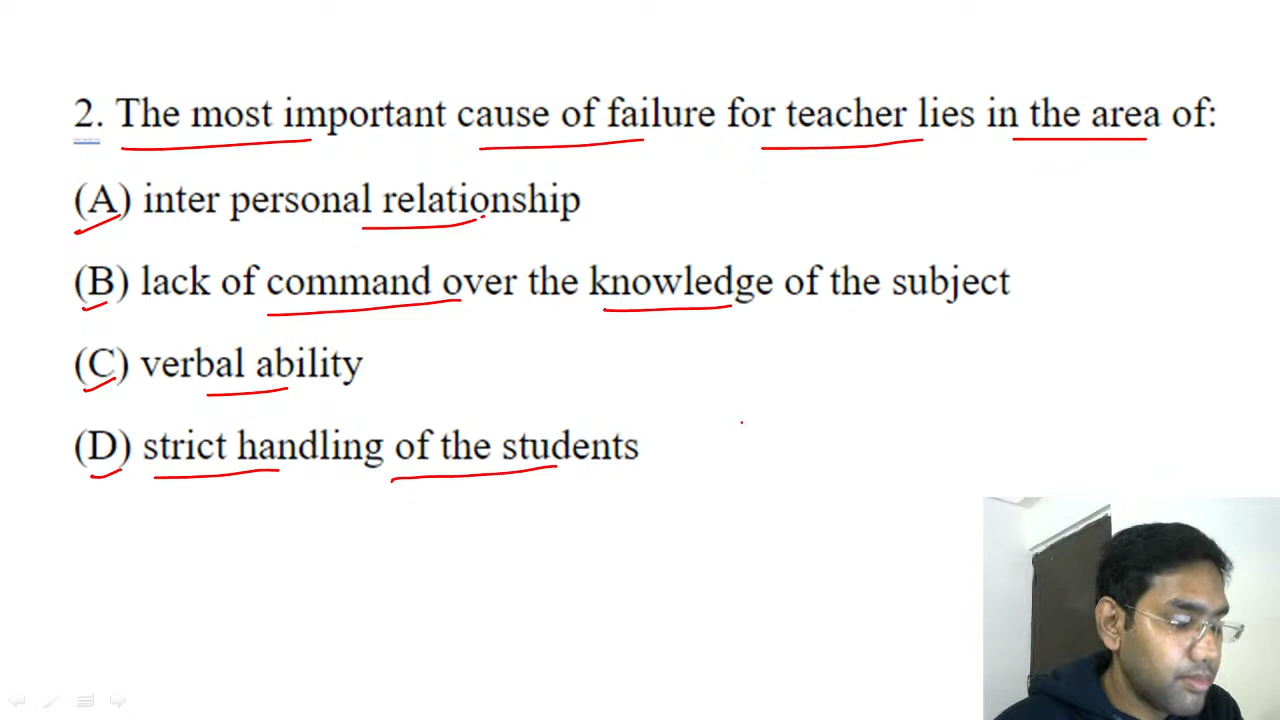 2. The most important cause of failure for teacher lies in the area of:
(A) inter personal relationship
(B) lack of command over the knowledge of the subject
(C) verbal ability
(D) strict handling of the students